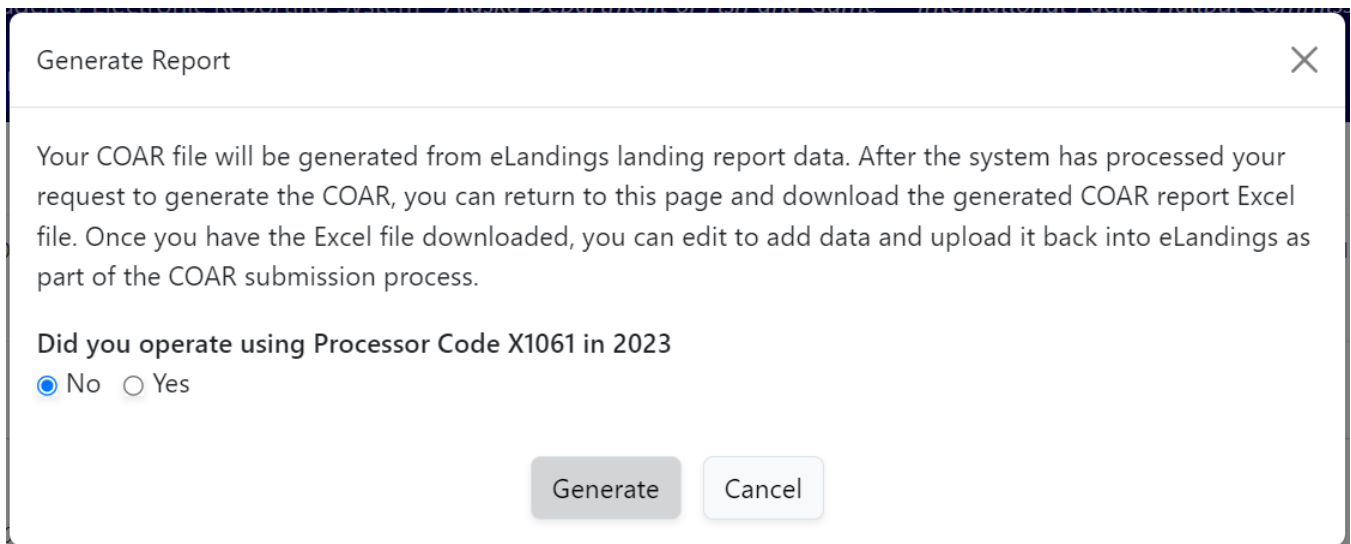 Generate Report
Your COAR file will be generated from eLandings landing report data. After the system has processed your
request to generate the COAR, you can return to this page and download the generated COAR report Excel
file. Once you have the Excel file downloaded, you can edit to add data and upload it back into eLandings as
part of the COAR submission process.
Did you operate using Processor Code X1061 in 2023
No Yes
Generate Cancel